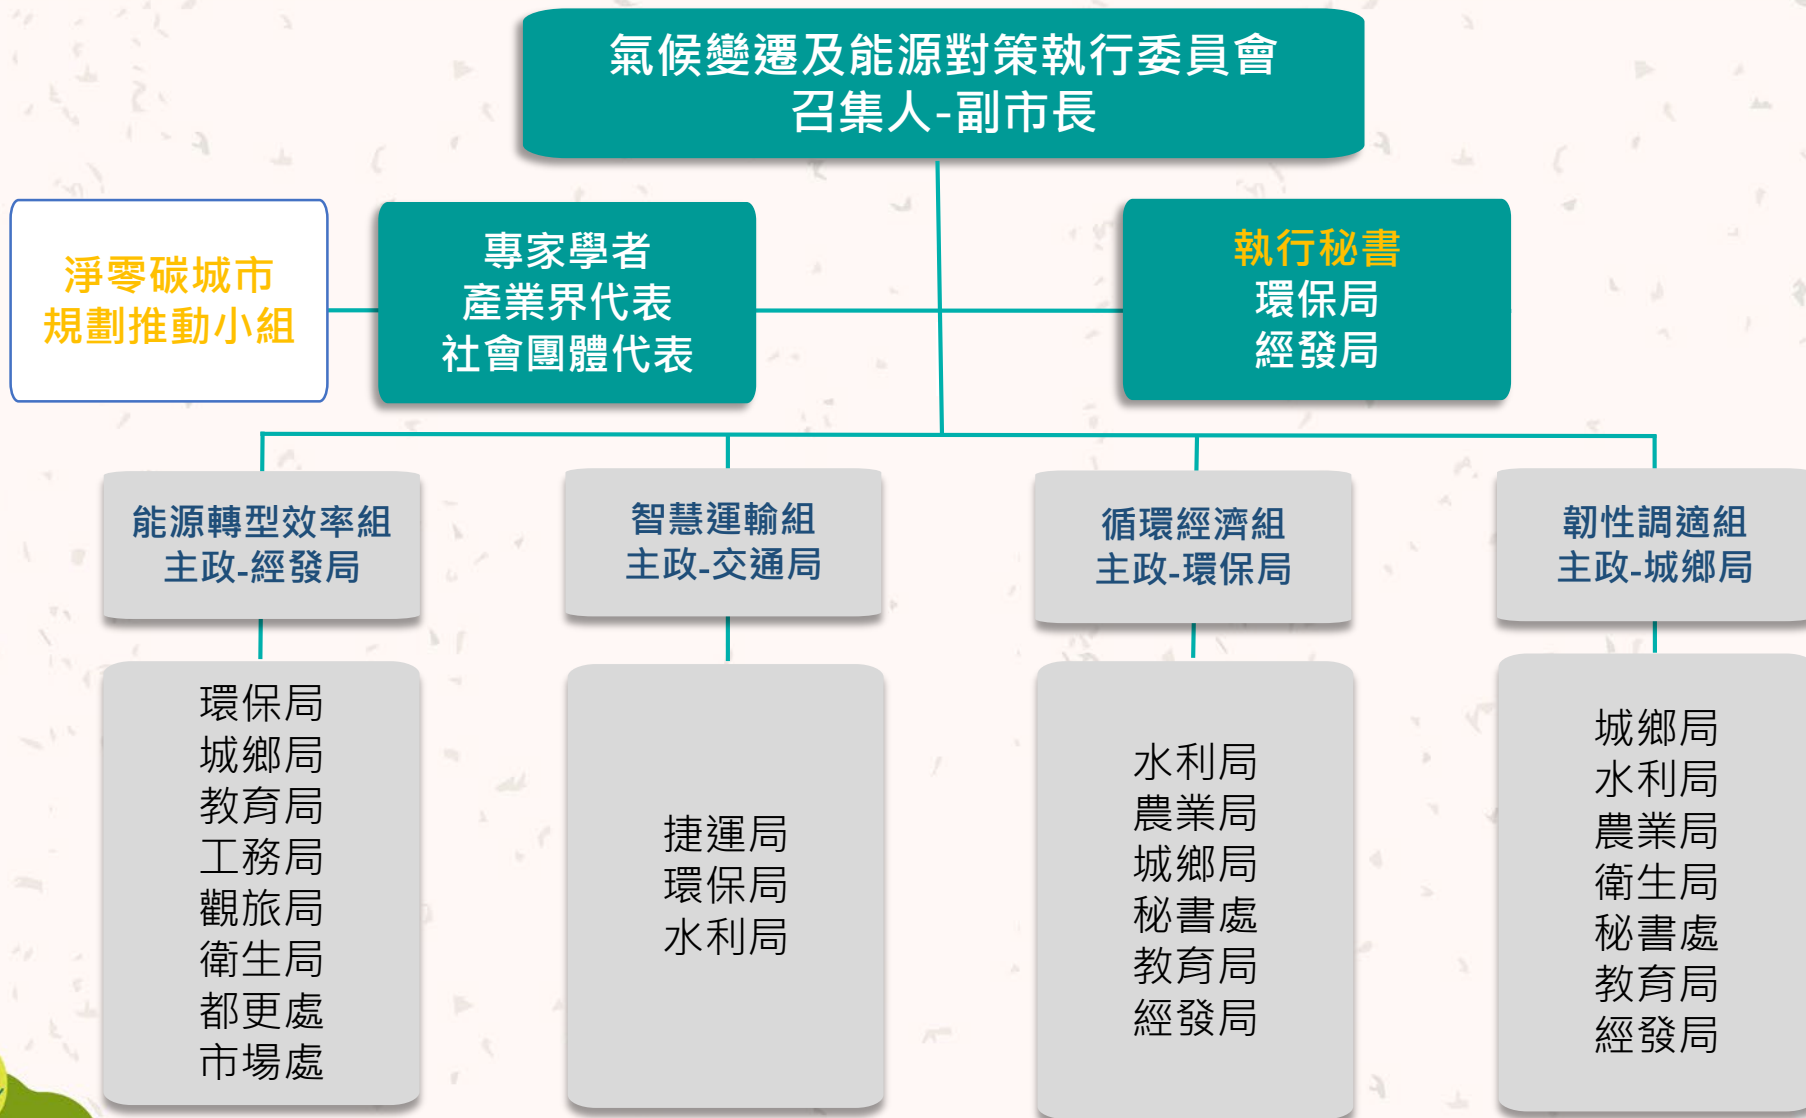 氣候變遷及能源對策執行委員會
召集人-副市長
淨零碳城市
規劃推動小組
專家學者
產業界代表
社會團體代表
執行秘書
環保局
經發局
能源轉型效率組
主政-經發局
智慧運輸組
主政-交通局
循環經濟組
主政-環保局
韌性調適組
主政-城鄉局
環保局
城鄉局
教育局
工務局
觀旅局
衛生局
都更處
市場處
捷運局
環保局
水利局
水利局
農業局
城鄉局
秘書處
教育局
經發局
城鄉局
水利局
農業局
衛生局
秘書處
教育局
經發局